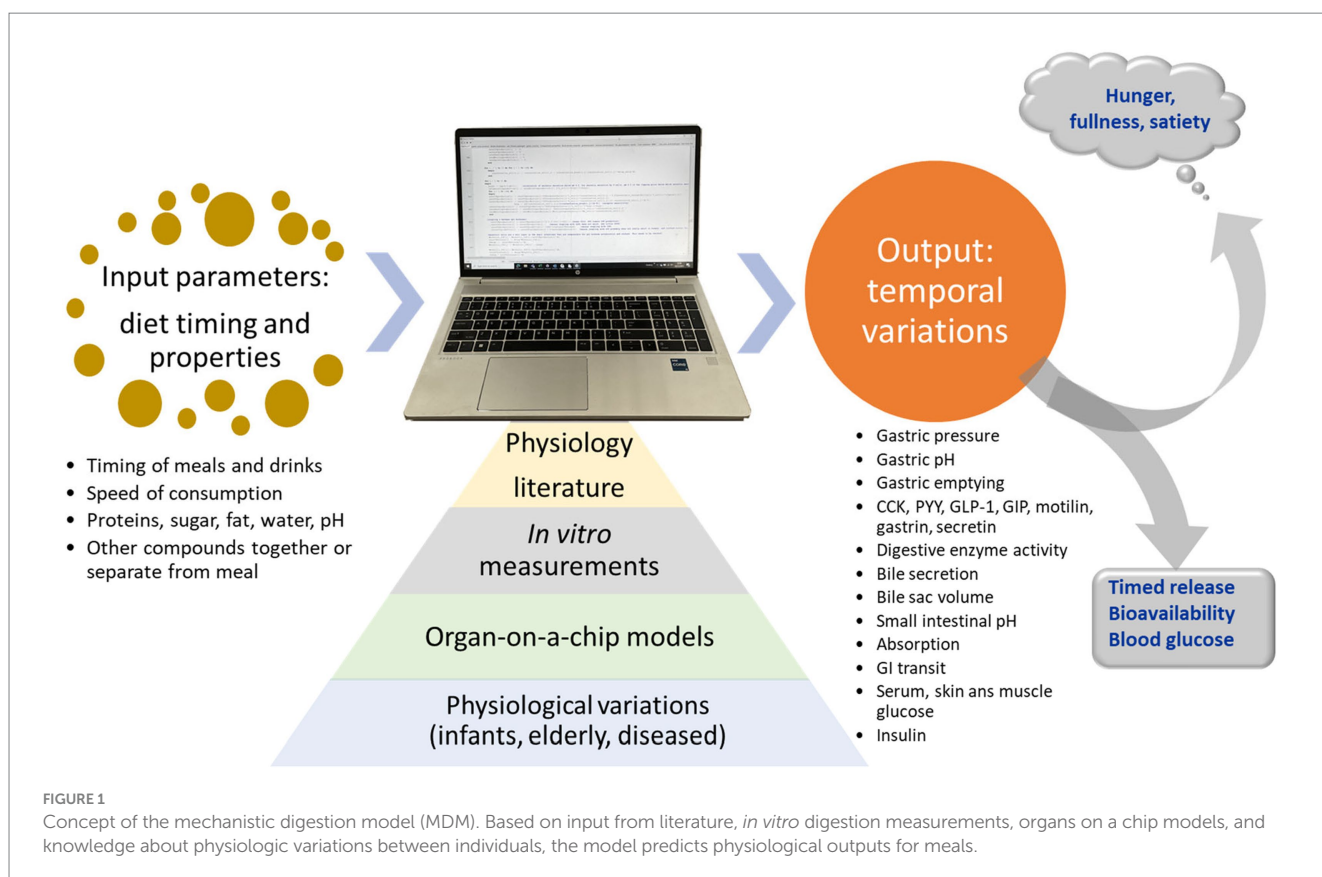 Input parameters:
diet timing and
properties
• Timing of meals and drinks
• Speed of consumption
• Proteins, sugar, fat, water, pH
• Other compounds together or
separate from meal
Physiology
literature
In vitro
measurements
Organ-on-a-chip models
Physiological variations
(infants, elderly, diseased)
Output:
temporal
variations
• Gastric pressure
• Gastric pH
• Gastric emptying
• CCK, PYY, GLP-1, GIP, motilin,
gastrin, secretin
• Digestive enzyme activity
• Bile secretion
• Bile sac volume
• Small intestinal pH
• Absorption
• GI transit
• Serum, skin ans muscle
glucose
• Insulin
Hunger,
fullness, satiety
Timed release
Bioavailability
Blood glucose
FIGURE 1
Concept of the mechanistic digestion model (MDM). Based on input from literature, in vitro digestion measurements, organs on a chip models, and
knowledge about physiologic variations between individuals, the model predicts physiological outputs for meals.